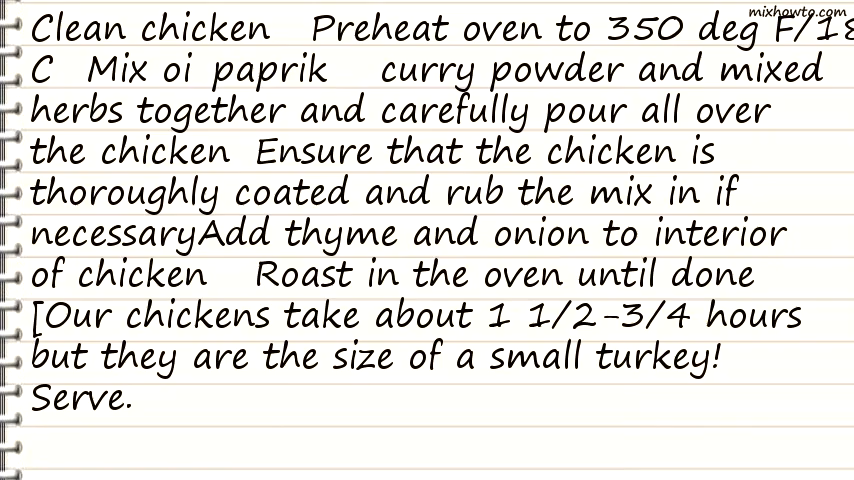 mixhowto.com
Clean chicken Preheat oven to 350 deg F/18
C Mix oi paprik curry powder and mixed
herbs together and carefully pour all over
the chicken Ensure that the chicken is
thoroughly coated and rub the mix in if
necessaryAdd thyme and onion to interior
of chicken Roast in the oven until done
[Our chickens take about 1 1/2-3/4 hours
but they are the size of a small turkey!
Serve.